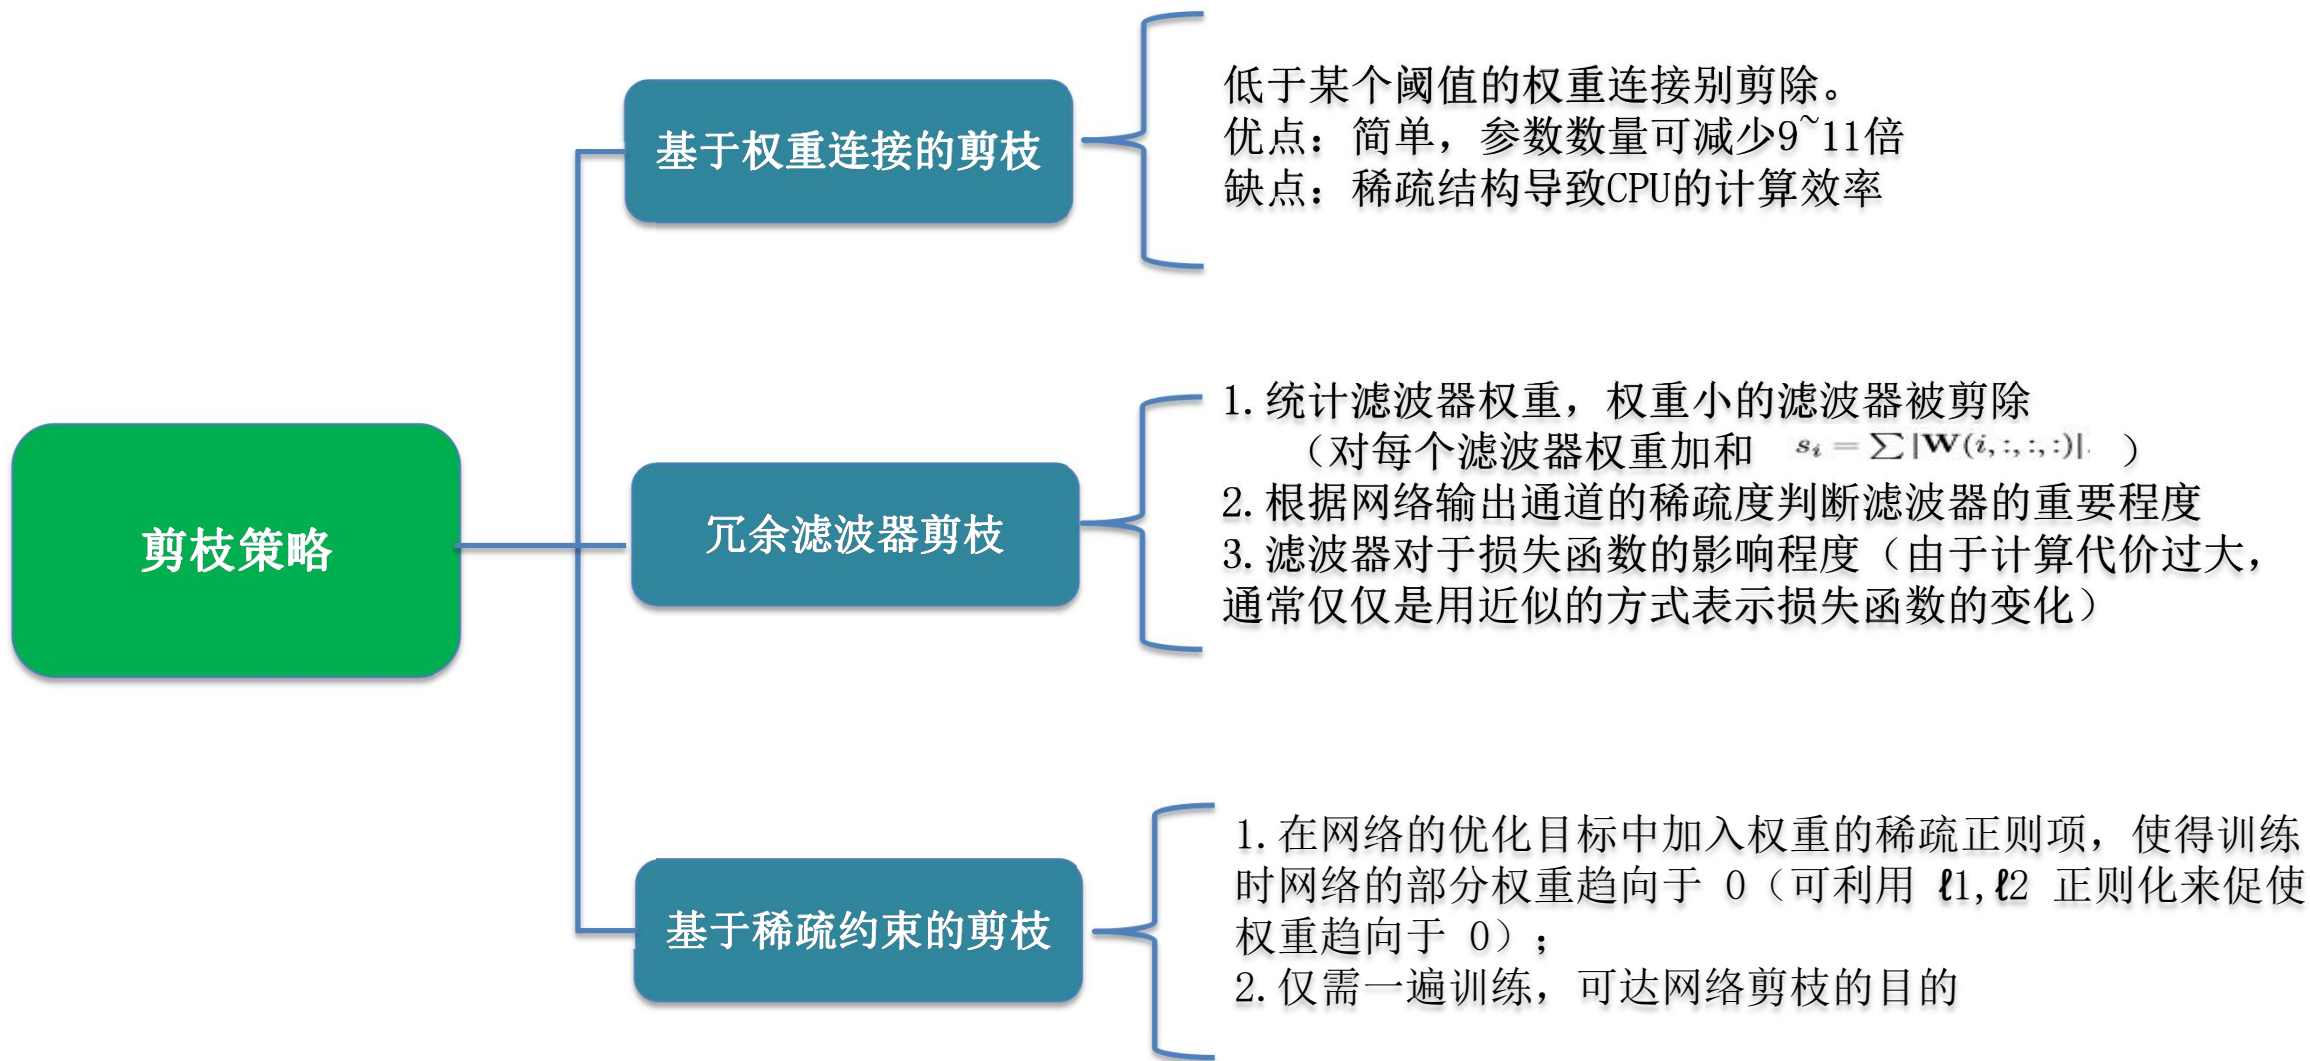 剪枝策略
基于权重连接的剪枝
低于某个阈值的权重连接别剪除。
优点：简单，参数数量可减少9~11倍
缺点：稀疏结构导致CPU的计算效率
冗余滤波器剪枝
1.统计滤波器权重，权重小的滤波器被剪除
（对每个滤波器权重加和 s_i = ∑|W(i,:,:,:)|. ）
2.根据网络输出通道的稀疏度判断滤波器的重要程度
3.滤波器对于损失函数的影响程度（由于计算代价过大，
通常仅仅是用近似的方式表示损失函数的变化）
基于稀疏约束的剪枝
1.在网络的优化目标中加入权重的稀疏正则项，使得训练
时网络的部分权重趋向于 0（可利用 ℓ1,ℓ2 正则化来促使
权重趋向于 0）；
2.仅需一遍训练，可达网络剪枝的目的